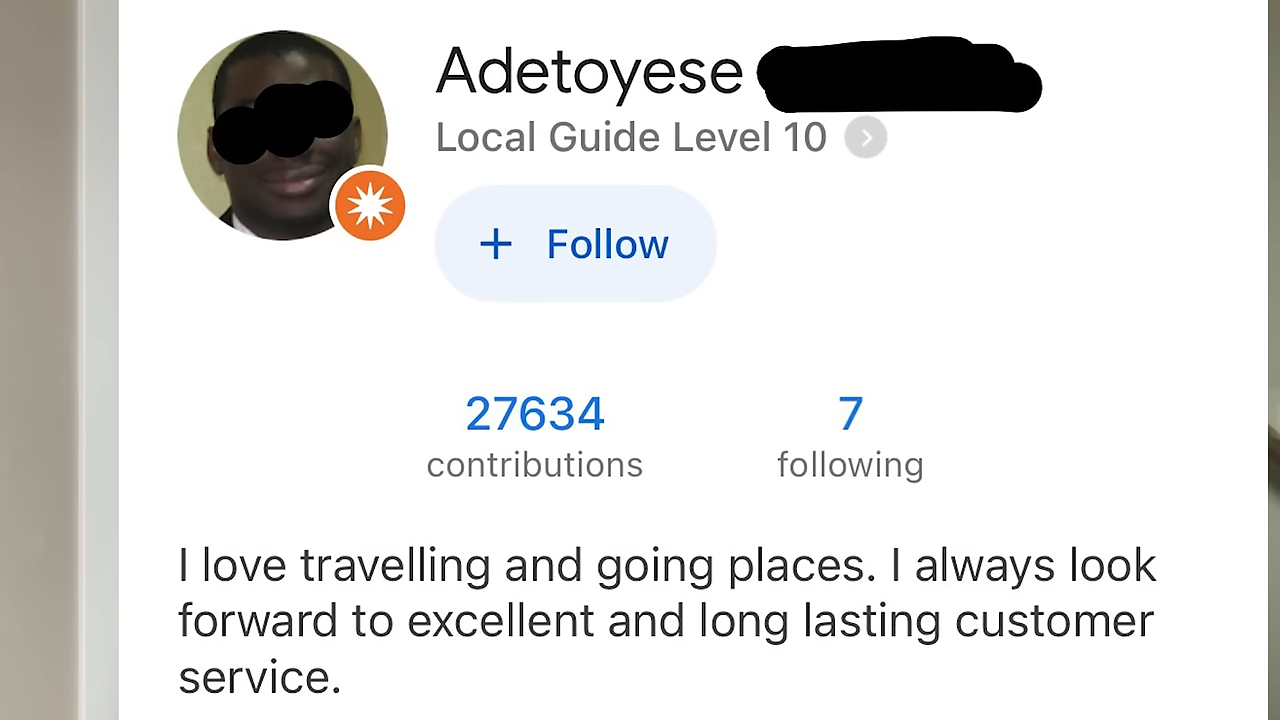 Adetoyese
Local Guide Level 10
+ Follow
27634
contributions
7
following
I love travelling and going places. I always look
forward to excellent and long lasting customer
service.